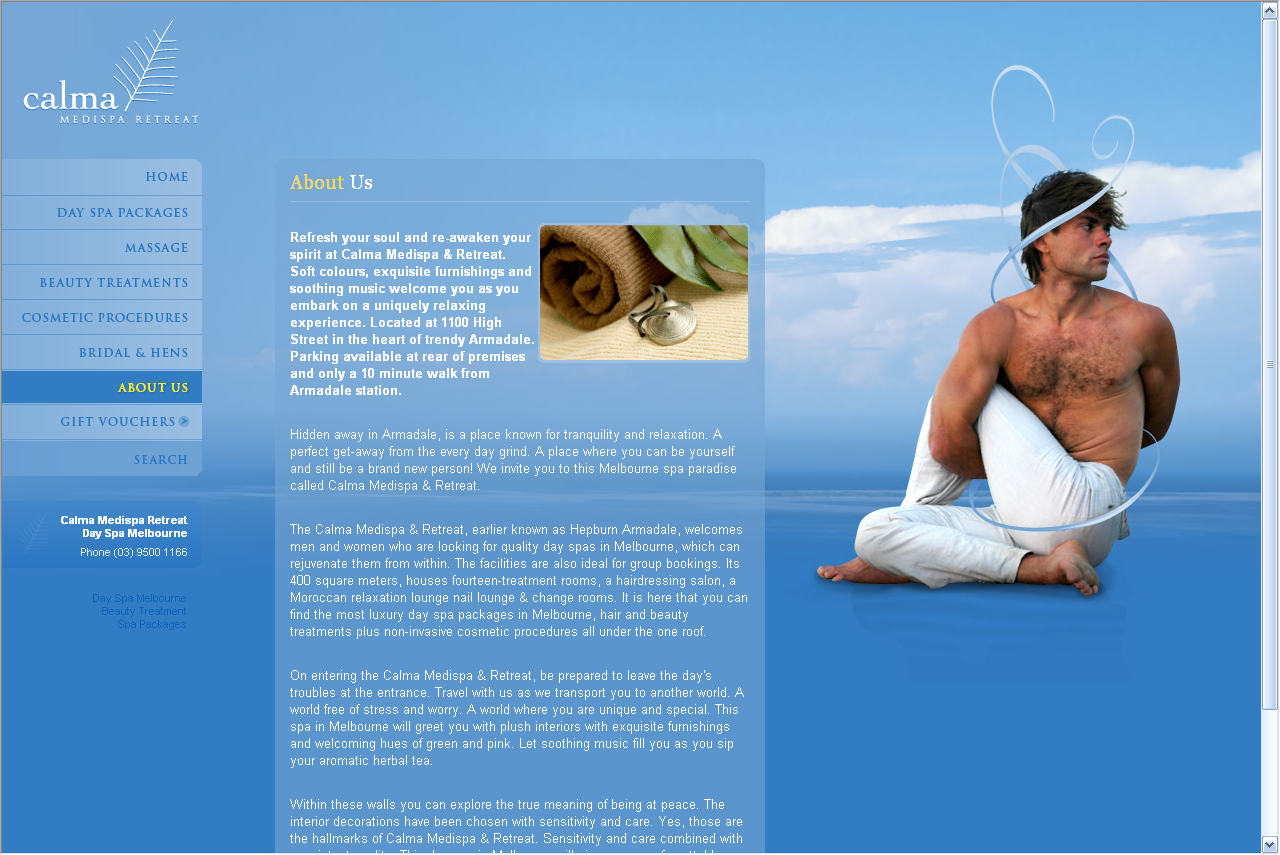 calma
MEDISPA RETREAT
HOME
DAY SPA PACKAGES
MASSAGE
BEAUTY TREATMENTS
COSMETIC PROCEDURES
BRIDAL & HENS
ABOUT US
GIFT VOUCHERS >
SEARCH
Calma Medispa Retreat
Day Spa Melbourne
Phone (03) 9500 1166
Day Spa Melbourne
Beauty Treatment
Spa Packages
About Us
Refresh your soul and re-awaken your
spirit at Calma Medispa & Retreat.
Soft colours, exquisite furnishings and
soothing music welcome you as you
embark on a uniquely relaxing
experience. Located at 1100 High
Street in the heart of trendy Armadale.
Parking available at rear of premises
and only a 10 minute walk from
Armadale station.
Hidden away in Armadale, is a place known for tranquility and relaxation. A
perfect get-away from the every day grind. A place where you can be yourself
and still be a brand new person! We invite you to this Melbourne spa paradise
called Calma Medispa & Retreat.
The Calma Medispa & Retreat, earlier known as Hepburn Armadale, welcomes
men and women who are looking for quality day spas in Melbourne, which can
rejuvenate them from within. The facilities are also ideal for group bookings. Its
400 square meters, houses fourteen-treatment rooms, a hairdressing salon, a
Moroccan relaxation lounge nail lounge & change rooms. It is here that you can
find the most luxury day spa packages in Melbourne, hair and beauty
treatments plus non-invasive cosmetic procedures all under the one roof.
On entering the Calma Medispa & Retreat, be prepared to leave the day's
troubles at the entrance. Travel with us as we transport you to another world. A
world free of stress and worry. A world where you are unique and special. This
spa in Melbourne will greet you with plush interiors with exquisite furnishings
and welcoming hues of green and pink. Let soothing music fill you as you sip
your aromatic herbal tea.
Within these walls you can explore the true meaning of being at peace. The
interior decorations have been chosen with sensitivity and care. Yes, those are
the hallmarks of Calma Medispa & Retreat. Sensitivity and care combined with